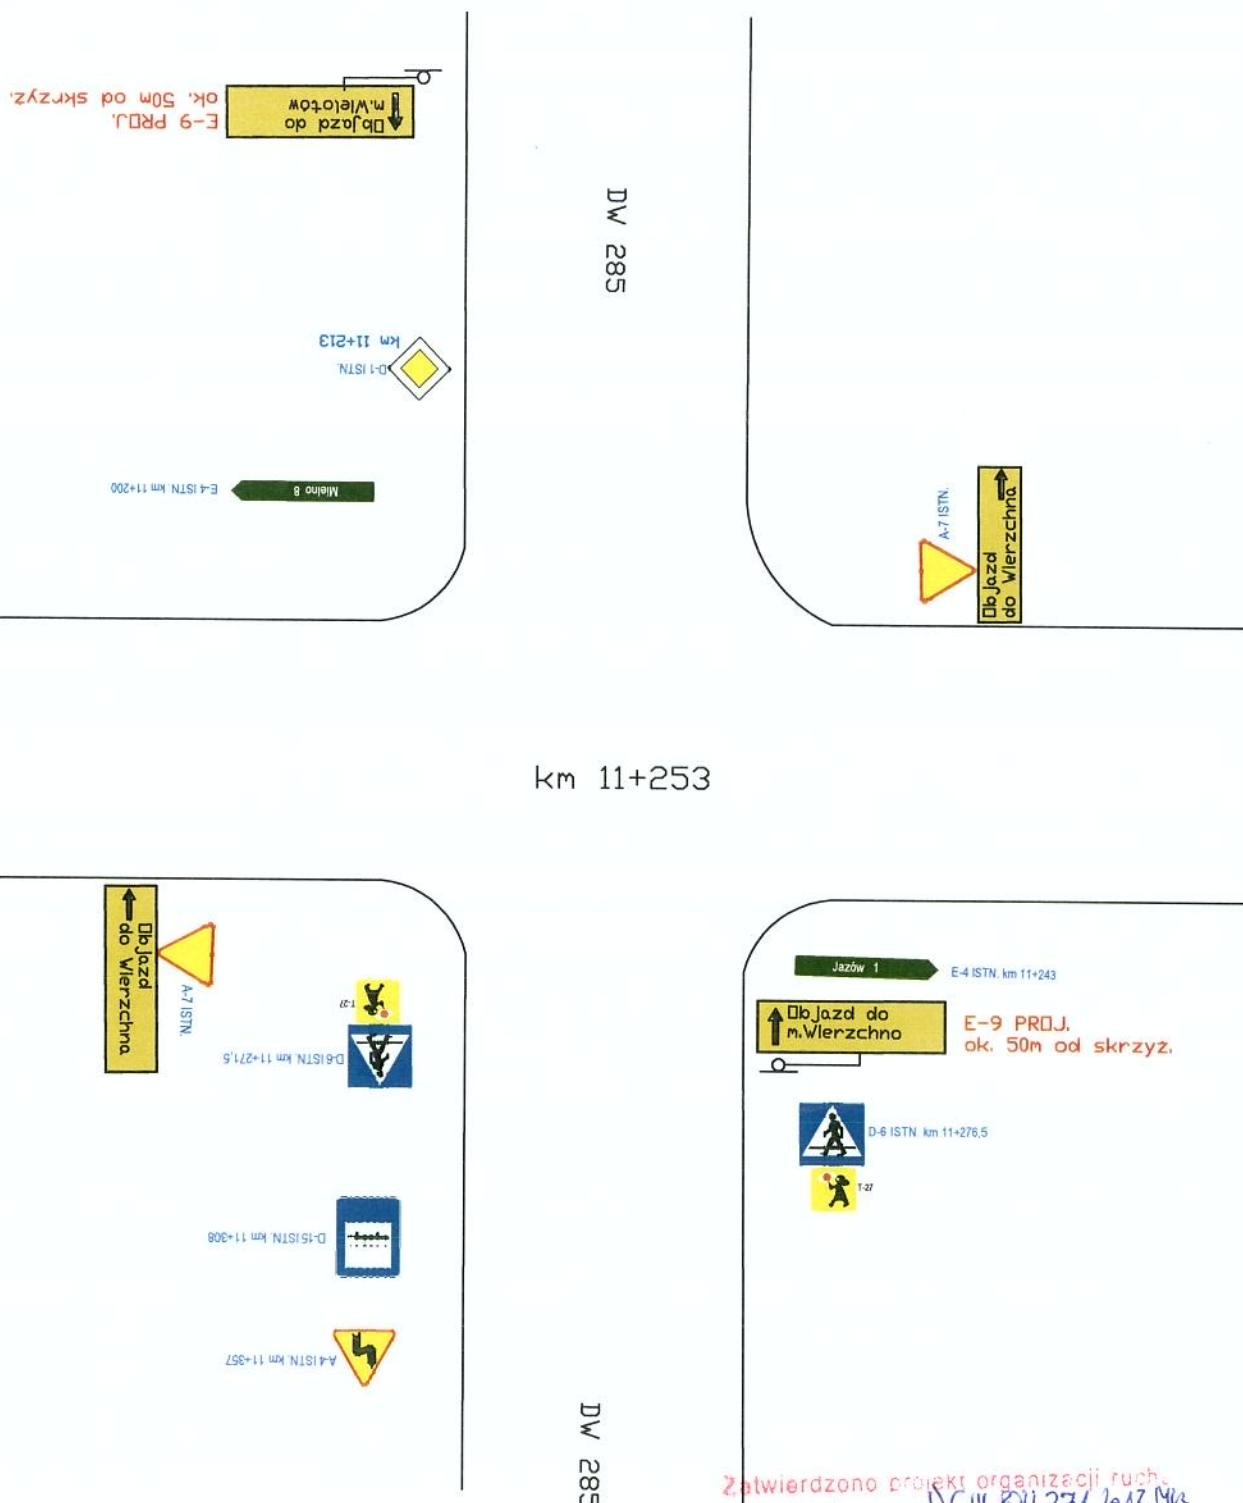 Objazd do
m.Wielotów
E-9 PROJ.
ok. 50m od skrzyż.
DW 285
km 11+213
D-1 ISTN.
Mielno 8
E-4 ISTN. km 11+200
A-7 ISTN.
Objazd
do Wierzchna
km 11+253
Objazd
do Wierzchna
A-7 ISTN.
T-27
D-6 ISTN. km 11+271,5
D-15 ISTN. km 11+308
A-4 ISTN. km 11+357
Jazów 1
E-4 ISTN. km 11+243
Objazd do
m.Wierzchno
E-9 PROJ.
ok. 50m od skrzyż.
D-6 ISTN. km 11+276,5
T-27
DW 285
Zatwierdzono projekt organizacji